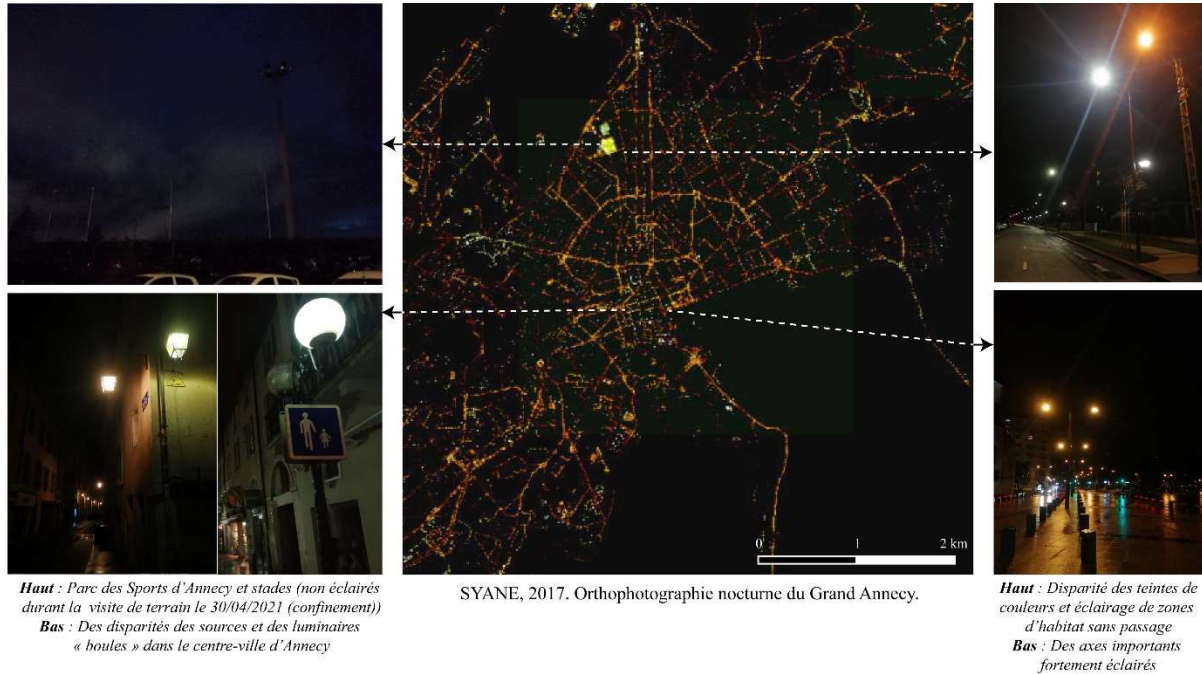 0 1 2 km
Haut : Parc des Sports d'Annecy et stades (non éclairés
durant la visite de terrain le 30/04/2021 (confinement))
Bas : Des disparités des sources et des luminaires
« boules » dans le centre-ville d'Annecy
SYANE, 2017. Orthophotographie nocturne du Grand Annecy.
Haut : Disparité des teintes de
couleurs et éclairage de zones
d'habitat sans passage
Bas : Des axes importants
fortement éclairés